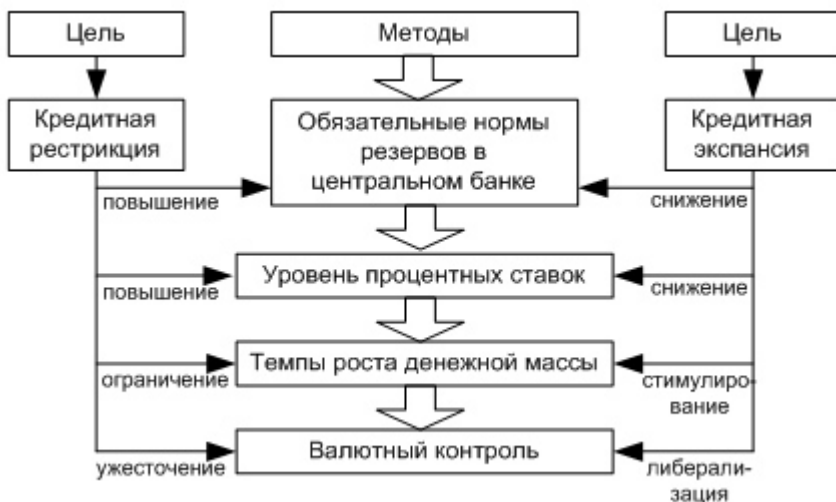 Цель
Методы
Цель
Кредитная
рестрикция
Обязательные нормы
резервов в
центральном банке
Кредитная
экспансия
повышение
снижение
Уровень процентных ставок
повышение
снижение
Темпы роста денежной массы
ограничение
стимулиро-
вание
Валютный контроль
ужесточение
либерали-
зация